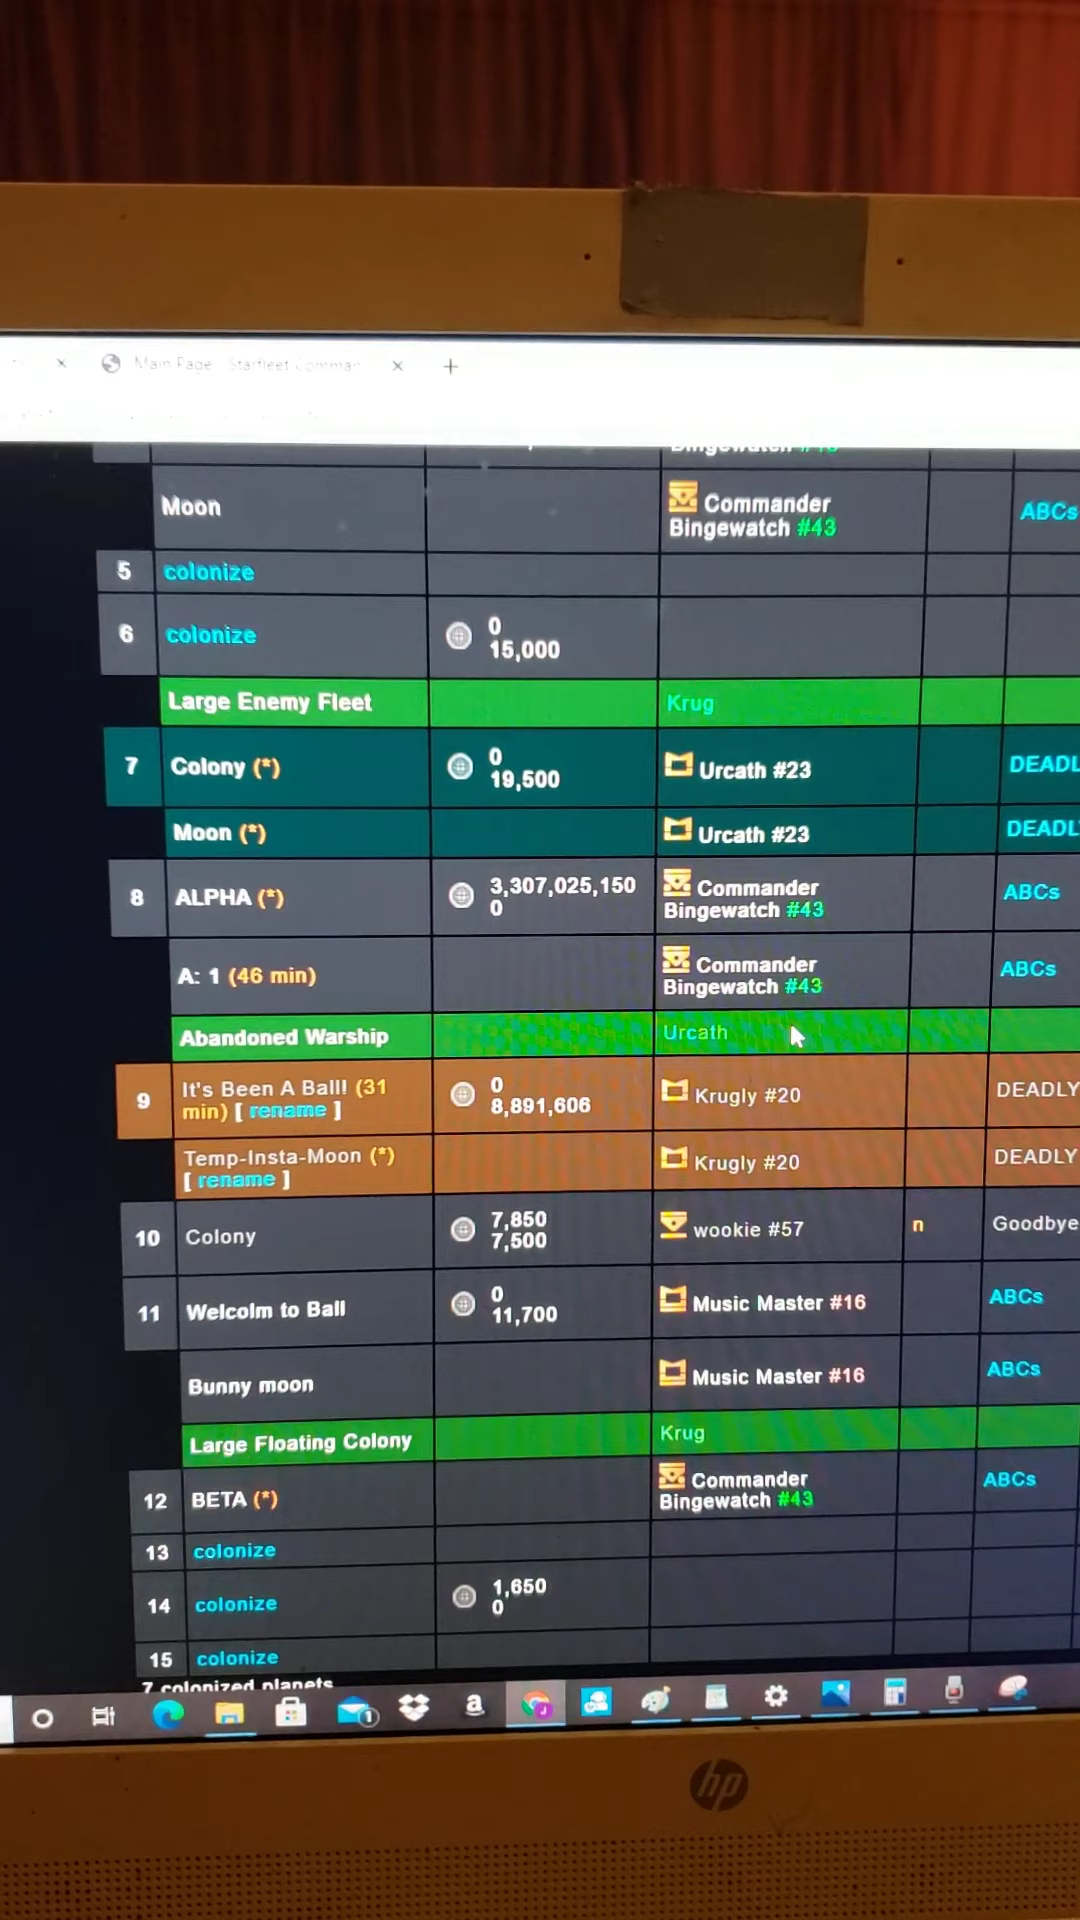 Main Page Starfleet Comman
Bingewatch #43
Moon
Commander
Bingewatch #43
ABCs
5 colonize
6 colonize 0
15,000
Large Enemy Fleet Krug
7 Colony (*) 0
19,500
Urcath #23 DEADL
Moon (*) Urcath #23 DEADL
8 ALPHA (*) 3,307,025,150
0
Commander
Bingewatch #43
ABCs
A: 1 (46 min) Commander
Bingewatch #43
ABCs
Abandoned Warship Urcath
9 It's Been A Ball! (31
min) [ rename ]
0
8,891,606
Krugly #20 DEADLY
Temp-Insta-Moon (*)
[ rename ]
Krugly #20 DEADLY
10 Colony 7,850
7,500
wookie #57 n Goodbye
11 Welcolm to Ball 0
11,700
Music Master #16 ABCs
Bunny moon Music Master #16 ABCs
Large Floating Colony Krug
12 BETA (*) Commander
Bingewatch #43
ABCs
13 colonize
14 colonize 1,650
0
15 colonize
7 colonized planets
a
1
hp